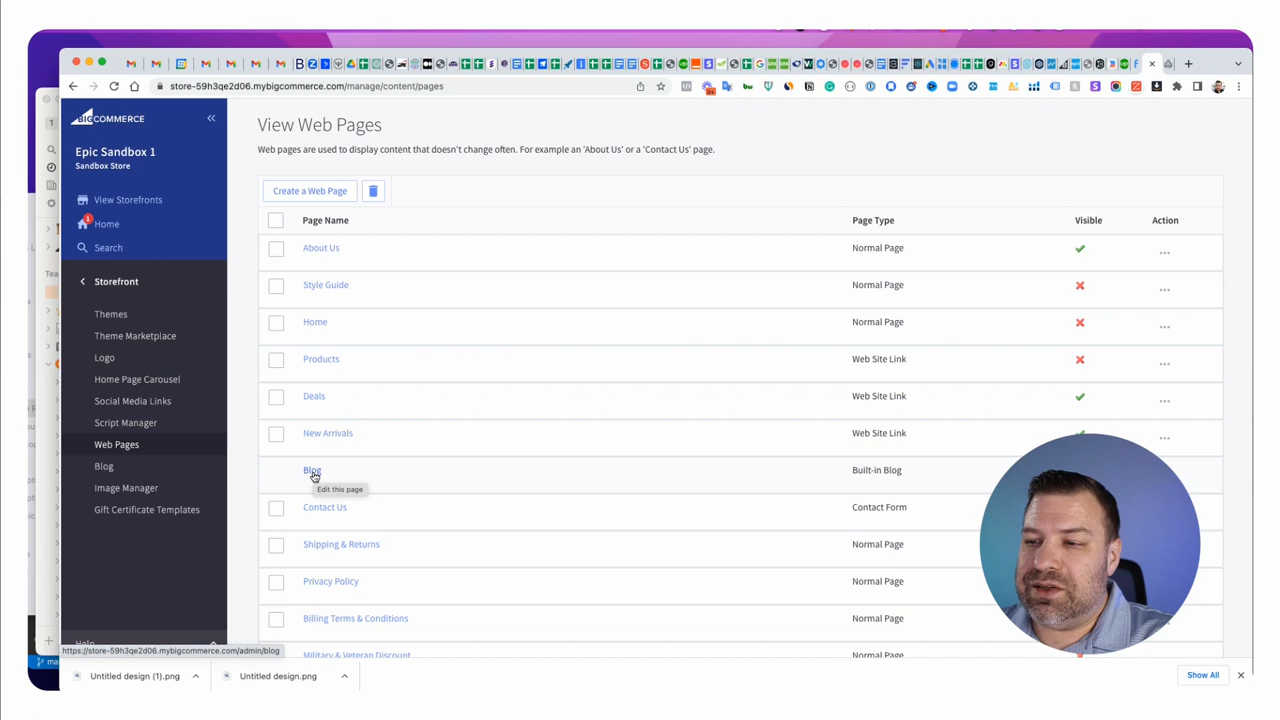 store-59h3qe2d06.mybigcommerce.com/manage/content/pages
BIGCOMMERCE
Epic Sandbox 1
Sandbox Store
View Storefronts
1
Home
Search
Storefront
Themes
Theme Marketplace
Logo
Home Page Carousel
Social Media Links
Script Manager
Web Pages
Blog
Image Manager
Gift Certificate Templates
View Web Pages
Web pages are used to display content that doesn't change often. For example an 'About Us' or a 'Contact Us' page.
Create a Web Page
Page Name Page Type Visible Action
About Us Normal Page
Style Guide Normal Page
Home Normal Page
Products Web Site Link
Deals Web Site Link
New Arrivals Web Site Link
Blog Built-in Blog
Edit this page
Contact Us Contact Form
Shipping & Returns Normal Page
Privacy Policy Normal Page
Billing Terms & Conditions Normal Page
Military & Veteran Discount Normal Page
Help
https://store-59h3qe2d06.mybigcommerce.com/admin/blog
Untitled design (1).png
Untitled design.png
Show All